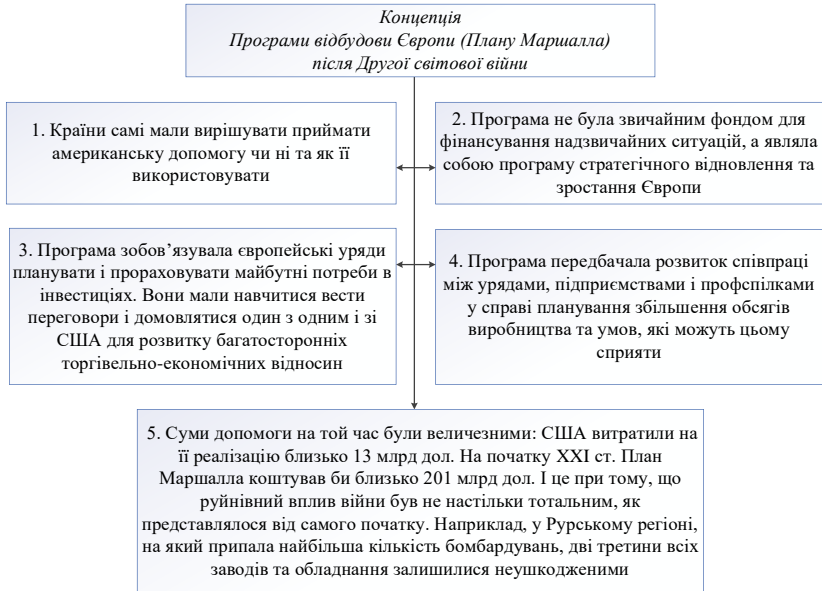 Концепція
Програми відбудови Європи (Плану Маршалла)
після Другої світової війни
1. Країни самі мали вирішувати приймати
американську допомогу чи ні та як її
використовувати
2. Програма не була звичайним фондом для
фінансування надзвичайних ситуацій, а являла
собою програму стратегічного відновлення та
зростання Європи
3. Програма зобов’язувала європейські уряди
планувати і прораховувати майбутні потреби в
інвестиціях. Вони мали навчитися вести
переговори і домовлятися один з одним і зі
США для розвитку багатосторонніх
торгівельно-економічних відносин
4. Програма передбачала розвиток співпраці
між урядами, підприємствами і профспілками
у справі планування збільшення обсягів
виробництва та умов, які можуть цьому
сприяти
5. Суми допомоги на той час були величезними: США витратили на
її реалізацію близько 13 млрд дол. На початку ХХІ ст. План
Маршалла коштував би близько 201 млрд дол. І це при тому, що
руйнівний вплив війни був не настільки тотальним, як
представлялося від самого початку. Наприклад, у Рурському регіоні,
на який припала найбільша кількість бомбардувань, дві третини всіх
заводів та обладнання залишилися неушкодженими